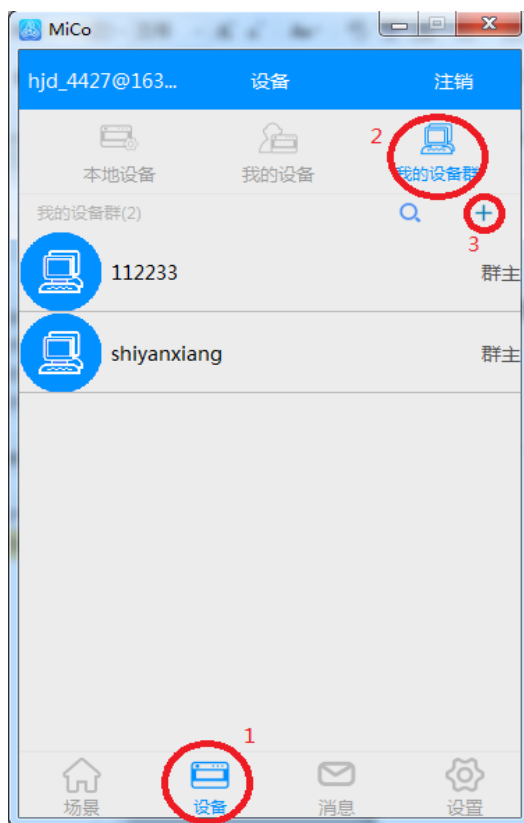 MiCo
hjd_4427@163... 设备 注销
2
本地设备 我的设备 我的设备群
我的设备群(2)
3
112233 群主
shiyanxiang 群主
1
场景 设备 消息 设置